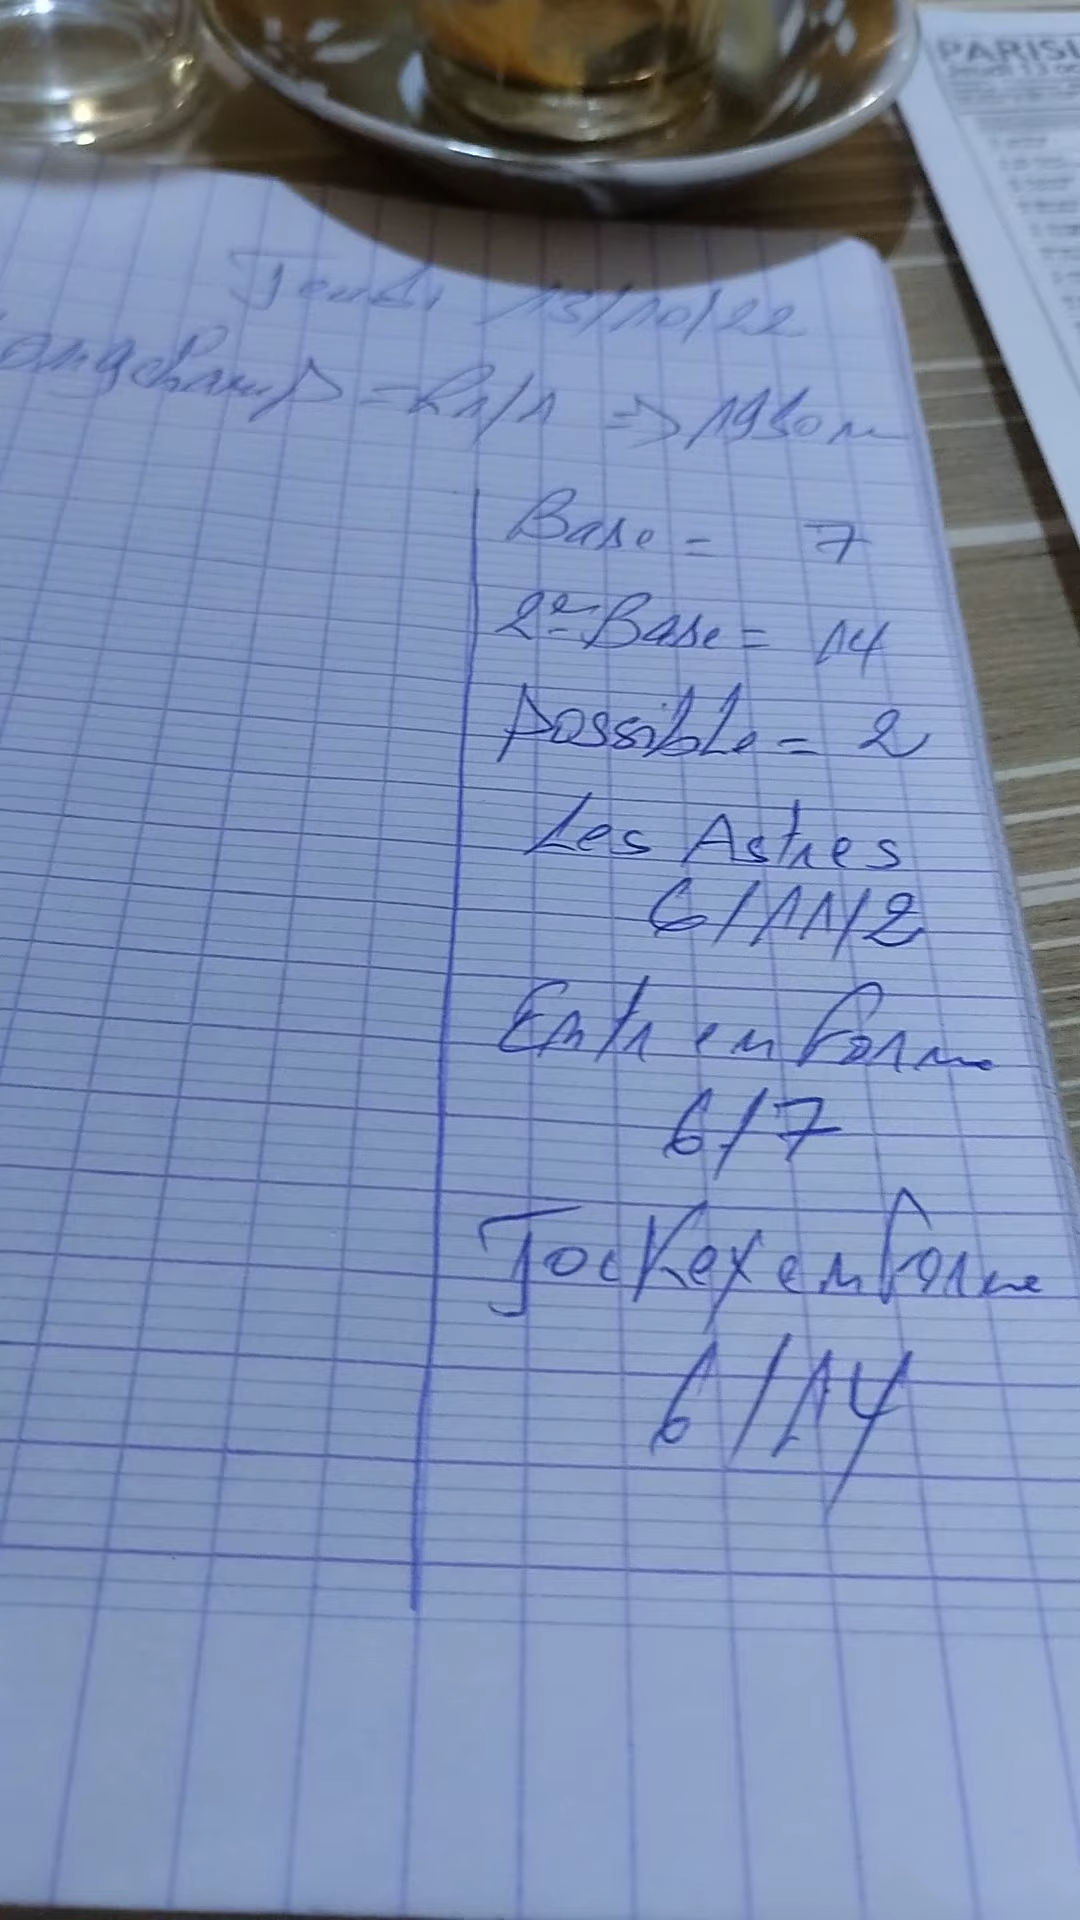 Jeudi 13/10/22
Longchamp = R1/1 => 1950m
Base = 7
2e Base = 14
possible = 2
Les Astres
6/11/2
Entr en forme
6/7
Jockey en forme
6/14
PARISI